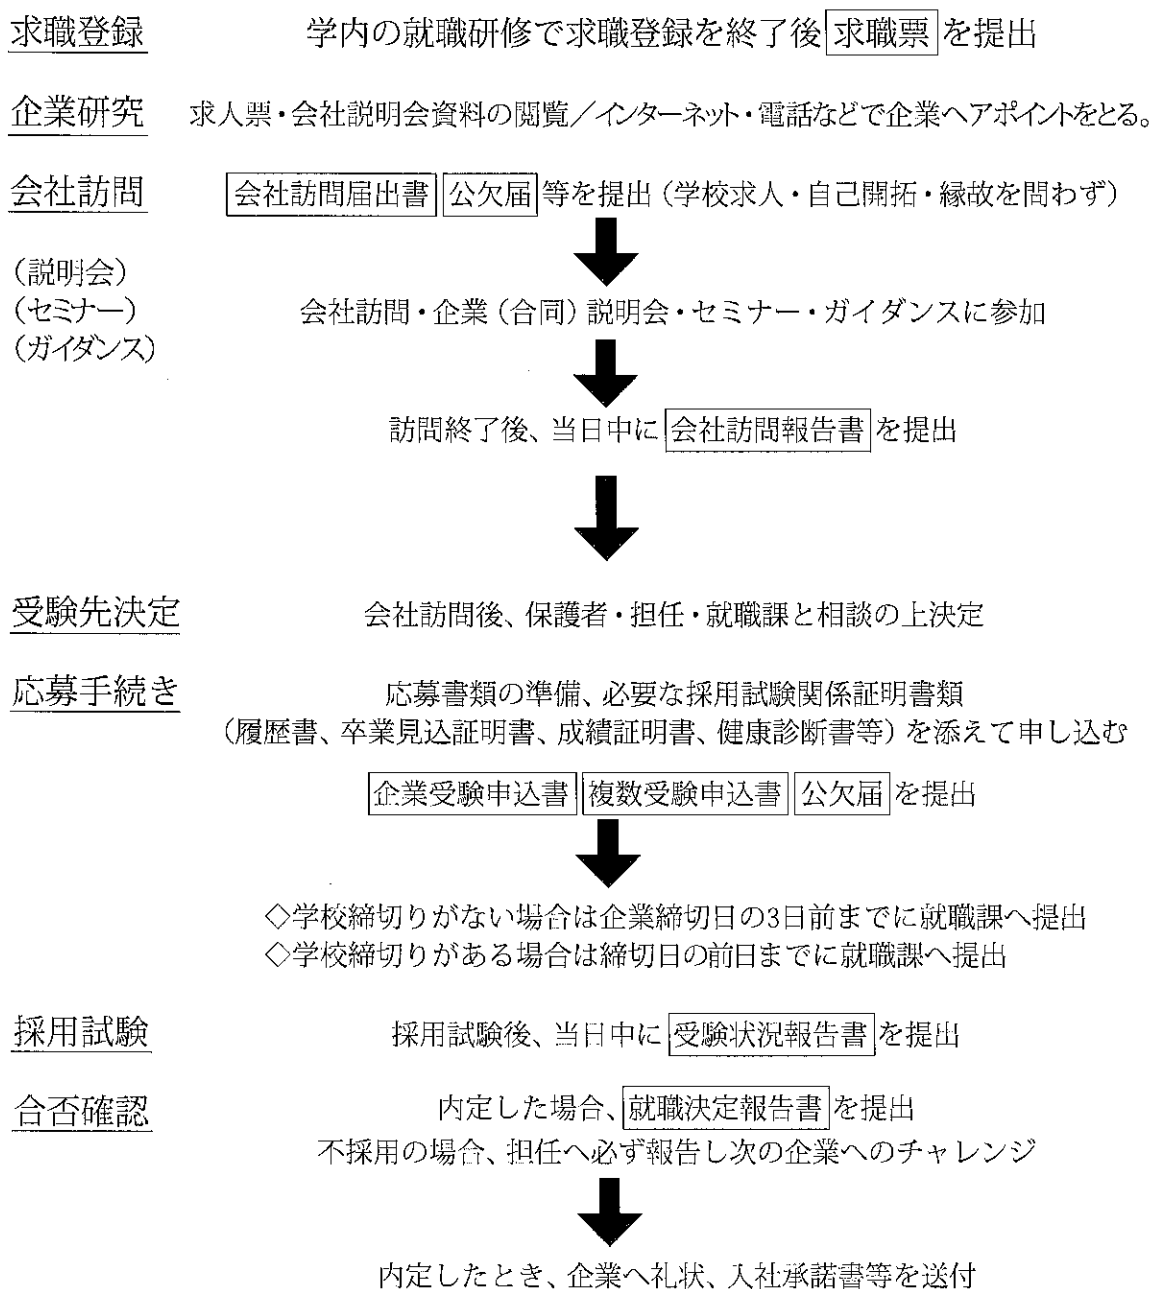 求職登録 学内の就職研修で求職登録を終了後 求職票 を提出
企業研究 求人票・会社説明会資料の閲覧／インターネット・電話などで企業へアポイントをとる。
会社訪問 会社訪問届出書 公欠届 等を提出（学校求人・自己開拓・縁故を問わず）
（説明会）
（セミナー） 会社訪問・企業（合同）説明会・セミナー・ガイダンスに参加
（ガイダンス）
訪問終了後、当日中に 会社訪問報告書 を提出
受験先決定 会社訪問後、保護者・担任・就職課と相談の上決定
応募手続き 応募書類の準備、必要な採用試験関係証明書類
（履歴書、卒業見込証明書、成績証明書、健康診断書等）を添えて申し込む
企業受験申込書 複数受験申込書 公欠届 を提出
◇学校締切りがない場合は企業締切日の3日前までに就職課へ提出
◇学校締切りがある場合は締切日の前日までに就職課へ提出
採用試験 採用試験後、当日中に 受験状況報告書 を提出
合否確認 内定した場合、就職決定報告書 を提出
不採用の場合、担任へ必ず報告し次の企業へのチャレンジ
内定したとき、企業へ礼状、入社承諾書等を送付